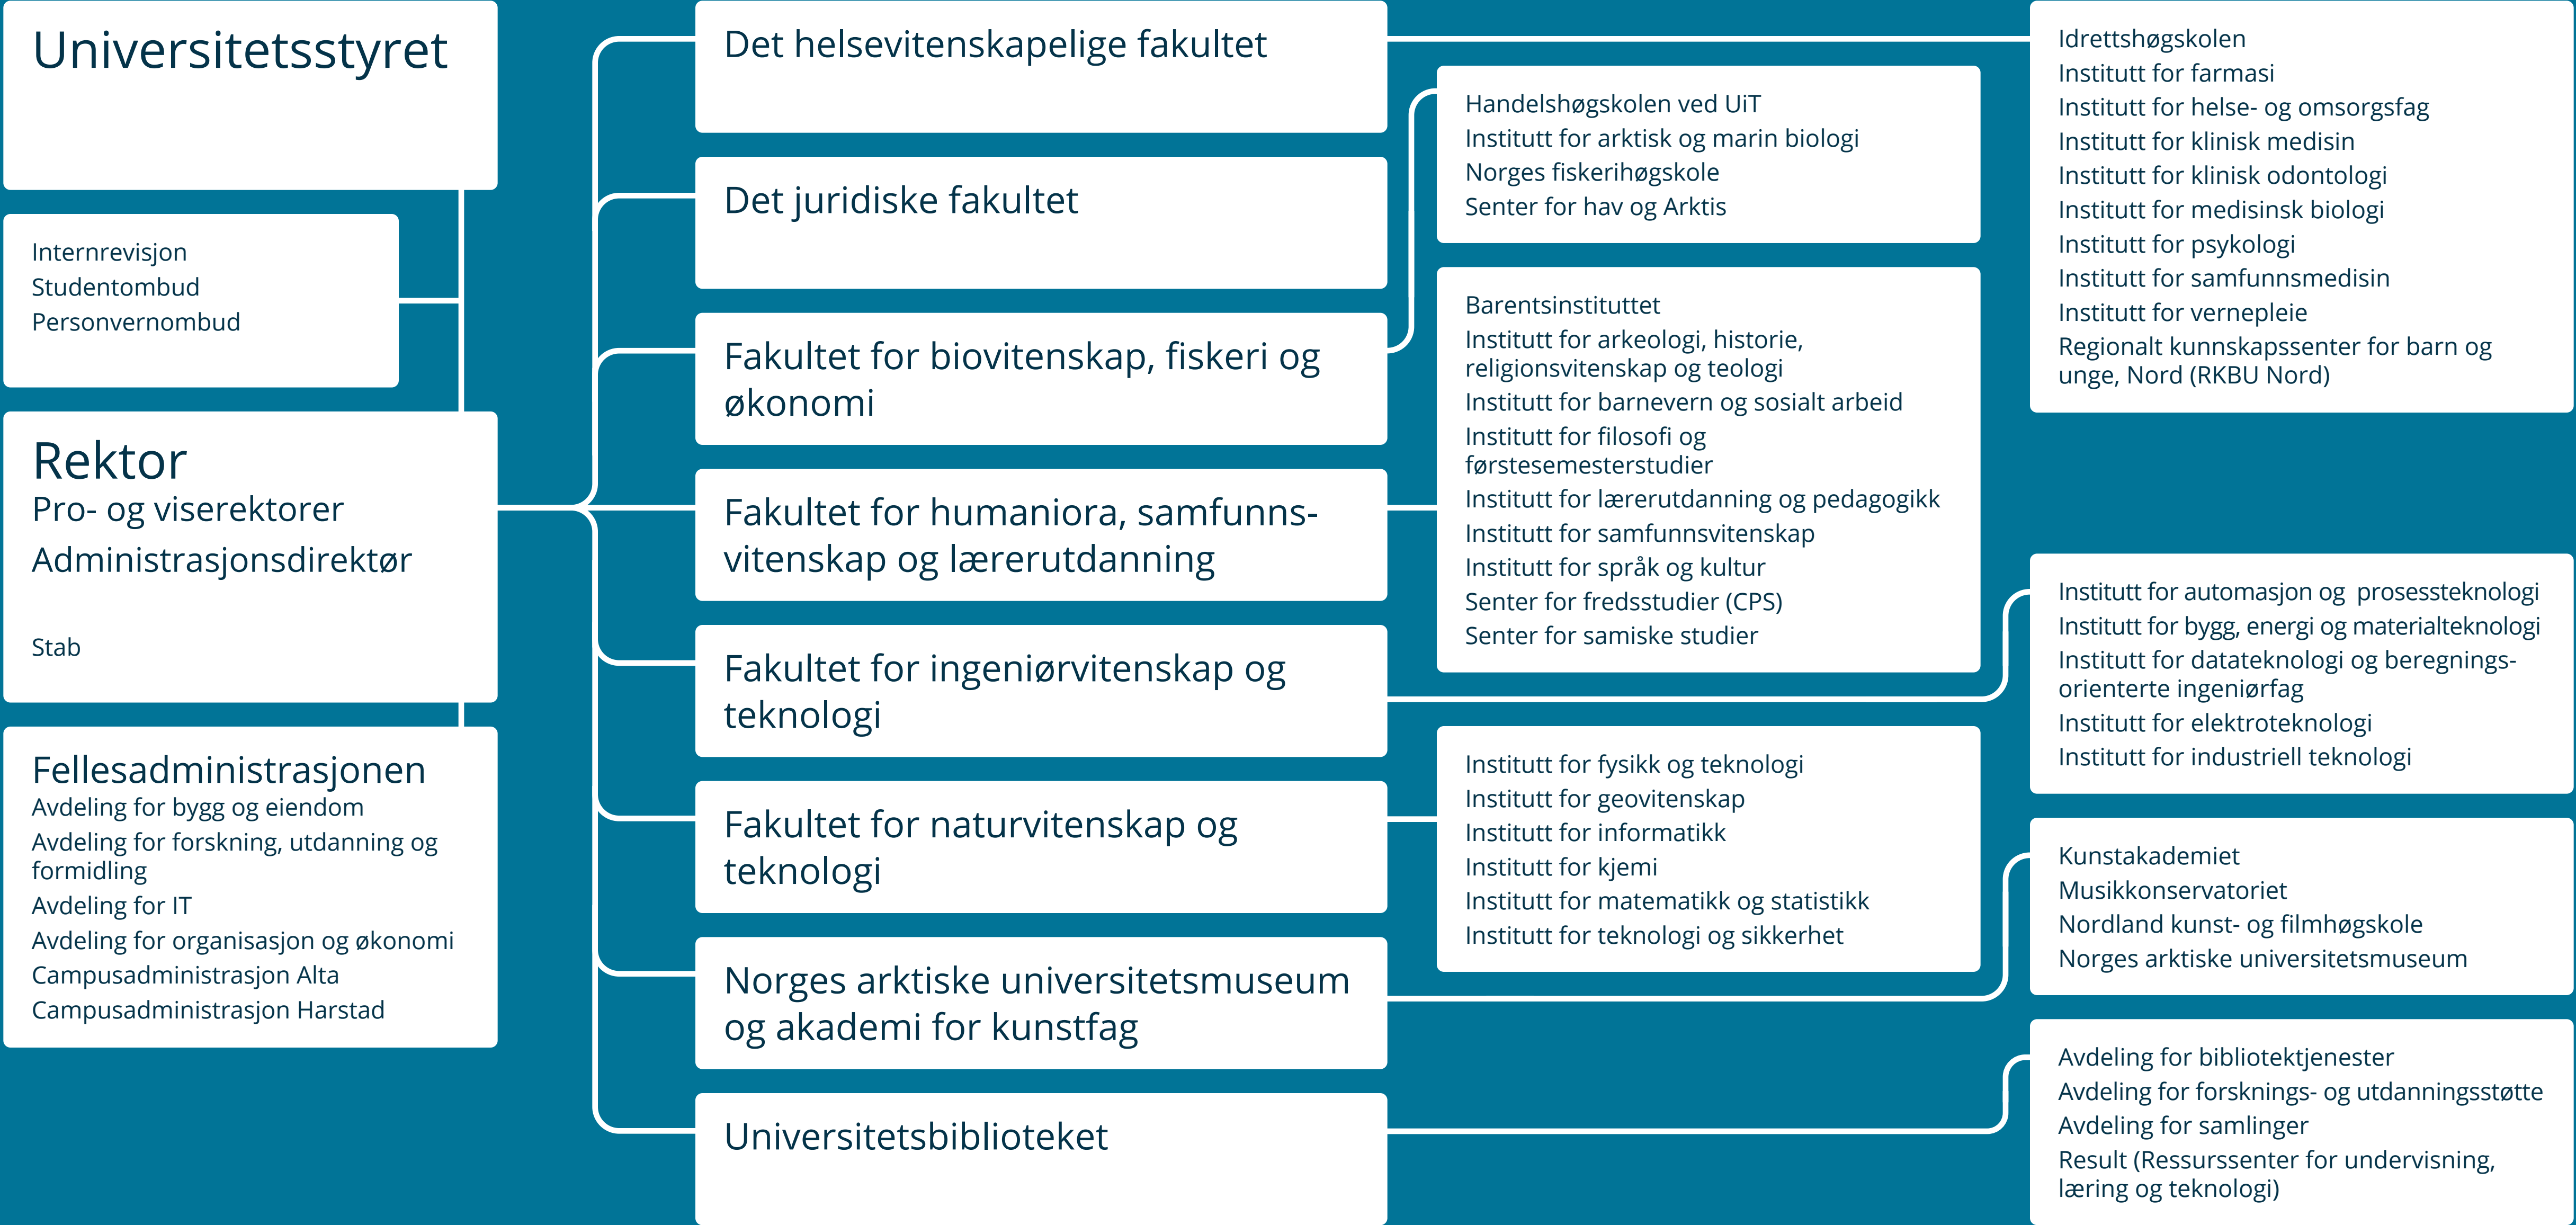 Universitetsstyret
Internrevisjon
Studentombud
Personvernombud
Rektor
Pro- og viserektorer
Administrasjonsdirektør
Stab
Fellesadministrasjonen
Avdeling for bygg og eiendom
Avdeling for forskning, utdanning og
formidling
Avdeling for IT
Avdeling for organisasjon og økonomi
Campusadministrasjon Alta
Campusadministrasjon Harstad
Det helsevitenskapelige fakultet
Det juridiske fakultet
Fakultet for biovitenskap, fiskeri og
økonomi
Fakultet for humaniora, samfunns-
vitenskap og lærerutdanning
Fakultet for ingeniørvitenskap og
teknologi
Fakultet for naturvitenskap og
teknologi
Norges arktiske universitetsmuseum
og akademi for kunstfag
Universitetsbiblioteket
Handelshøgskolen ved UiT
Institutt for arktisk og marin biologi
Norges fiskerihøgskole
Senter for hav og Arktis
Barentsinstituttet
Institutt for arkeologi, historie,
religionsvitenskap og teologi
Institutt for barnevern og sosialt arbeid
Institutt for filosofi og
førstesemesterstudier
Institutt for lærerutdanning og pedagogikk
Institutt for samfunnsvitenskap
Institutt for språk og kultur
Senter for fredsstudier (CPS)
Senter for samiske studier
Institutt for fysikk og teknologi
Institutt for geovitenskap
Institutt for informatikk
Institutt for kjemi
Institutt for matematikk og statistikk
Institutt for teknologi og sikkerhet
Idrettshøgskolen
Institutt for farmasi
Institutt for helse- og omsorgsfag
Institutt for klinisk medisin
Institutt for klinisk odontologi
Institutt for medisinsk biologi
Institutt for psykologi
Institutt for samfunnsmedisin
Institutt for vernepleie
Regionalt kunnskapssenter for barn og
unge, Nord (RKBU Nord)
Institutt for automasjon og prosessteknologi
Institutt for bygg, energi og materialteknologi
Institutt for datateknologi og beregnings-
orienterte ingeniørfag
Institutt for elektroteknologi
Institutt for industriell teknologi
Kunstakademiet
Musikkonservatoriet
Nordland kunst- og filmhøgskole
Norges arktiske universitetsmuseum
Avdeling for bibliotektjenester
Avdeling for forsknings- og utdanningsstøtte
Avdeling for samlinger
Result (Ressurssenter for undervisning,
læring og teknologi)